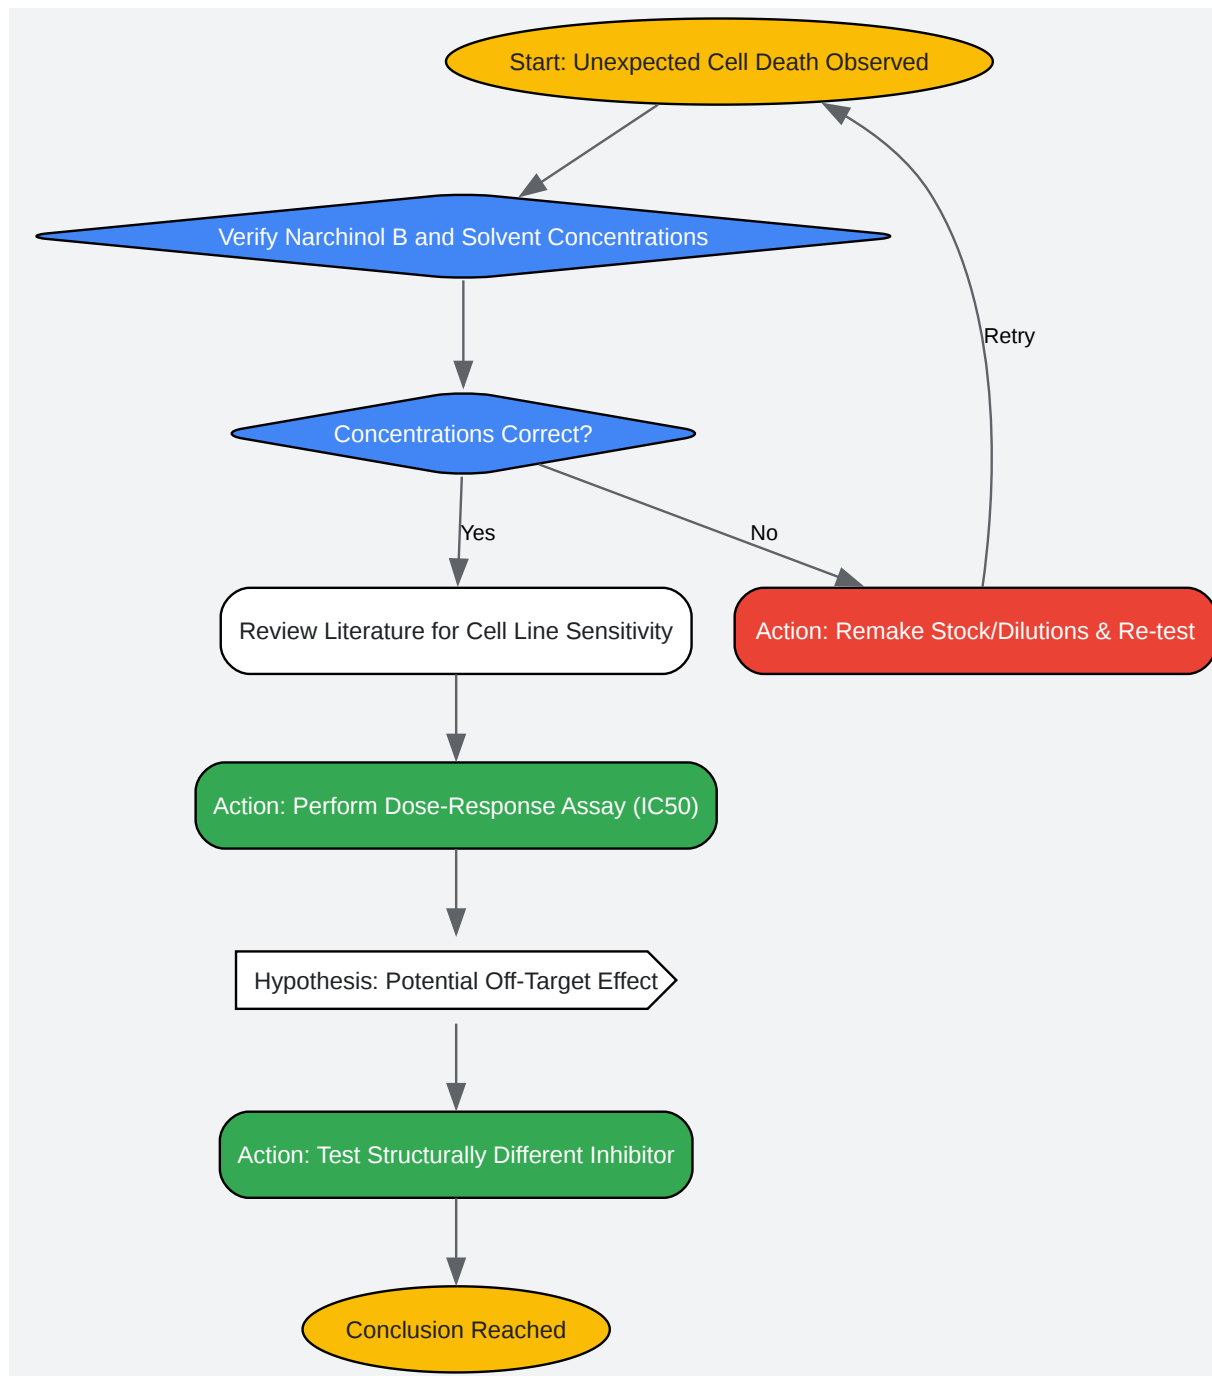 Start: Unexpected Cell Death Observed
Verify Narchinol B and Solvent Concentrations
Retry
Concentrations Correct?
Yes
No
Review Literature for Cell Line Sensitivity
Action: Remake Stock/Dilutions & Re-test
Action: Perform Dose-Response Assay (IC50)
Hypothesis: Potential Off-Target Effect
Action: Test Structurally Different Inhibitor
Conclusion Reached